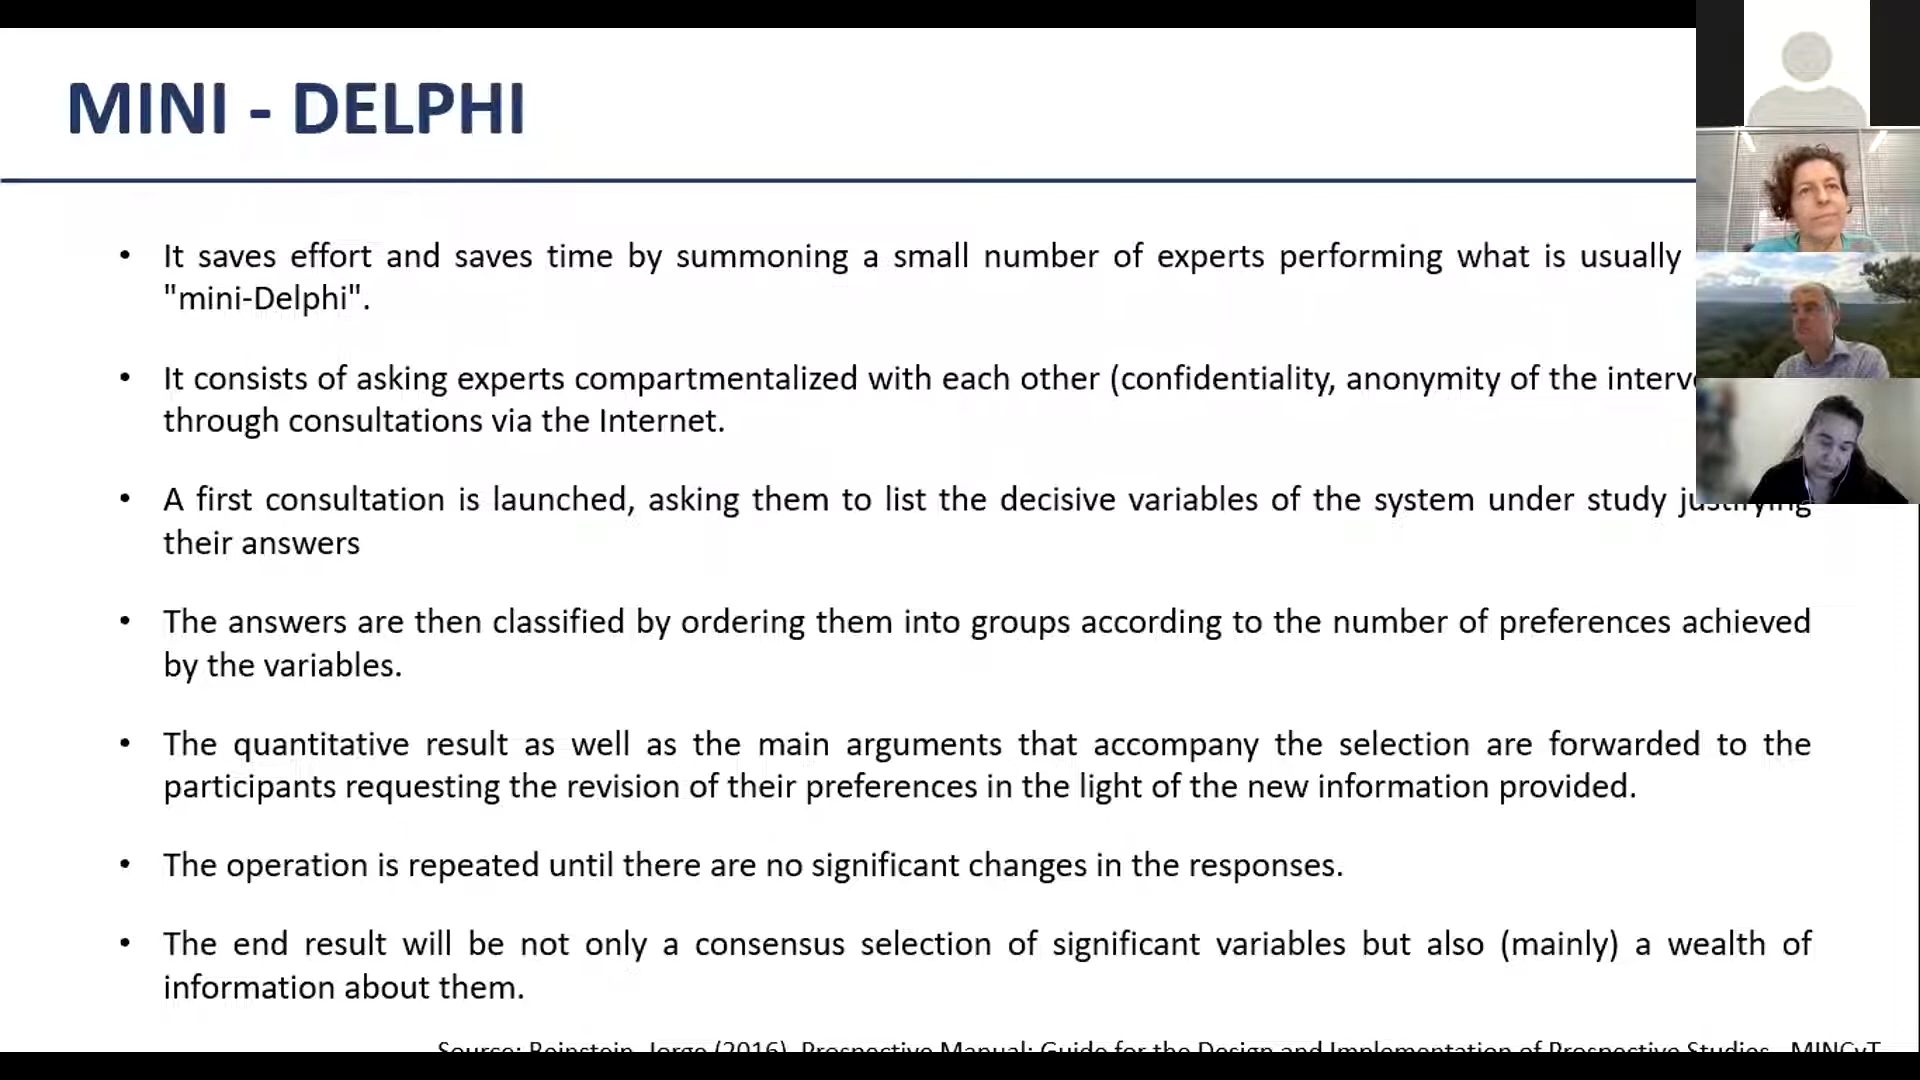 MINI - DELPHI
• It saves effort and saves time by summoning a small number of experts performing what is usually
"mini-Delphi".
• It consists of asking experts compartmentalized with each other (confidentiality, anonymity of the
through consultations via the Internet.
• A first consultation is launched, asking them to list the decisive variables of the system under study justifying
their answers
• The answers are then classified by ordering them into groups according to the number of preferences achieved
by the variables.
• The quantitative result as well as the main arguments that accompany the selection are forwarded to the
participants requesting the revision of their preferences in the light of the new information provided.
• The operation is repeated until there are no significant changes in the responses.
• The end result will be not only a consensus selection of significant variables but also (mainly) a wealth of
information about them.
Source: Beinstein, Jorge (2016). Prospective Manual: Guide for the Design and Implementation of Prospective Studies. MINCyT